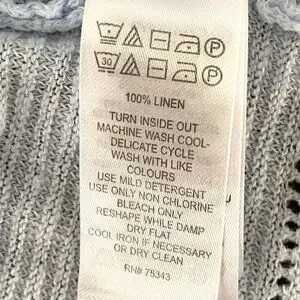 P
30 P
100% LINEN
TURN INSIDE OUT
MACHINE WASH COOL-
DELICATE CYCLE
WASH WITH LIKE
COLOURS
USE MILD DETERGENT
USE ONLY NON CHLORINE
BLEACH ONLY
RESHAPE WHILE DAMP
DRY FLAT
COOL IRON IF NECESSARY
OR DRY CLEAN
RN# 75343